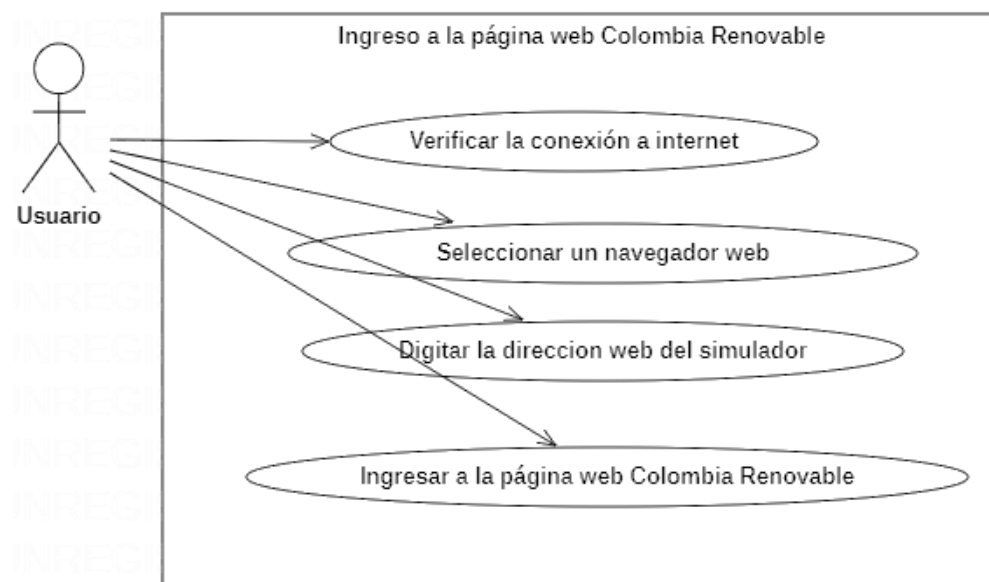 Ingreso a la página web Colombia Renovable
Verificar la conexión a internet
Usuario
Seleccionar un navegador web
Digitar la direccion web del simulador
Ingresar a la página web Colombia Renovable